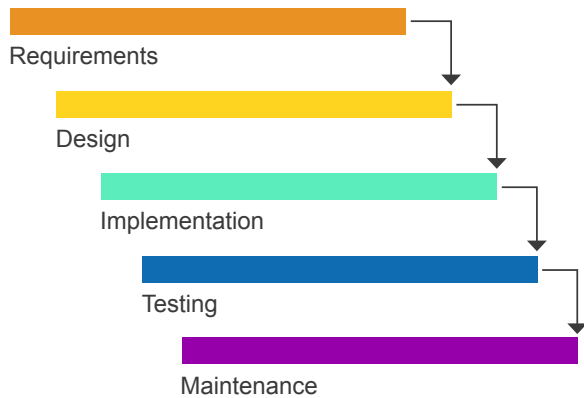 Requirements
Design
Implementation
Testing
Maintenance